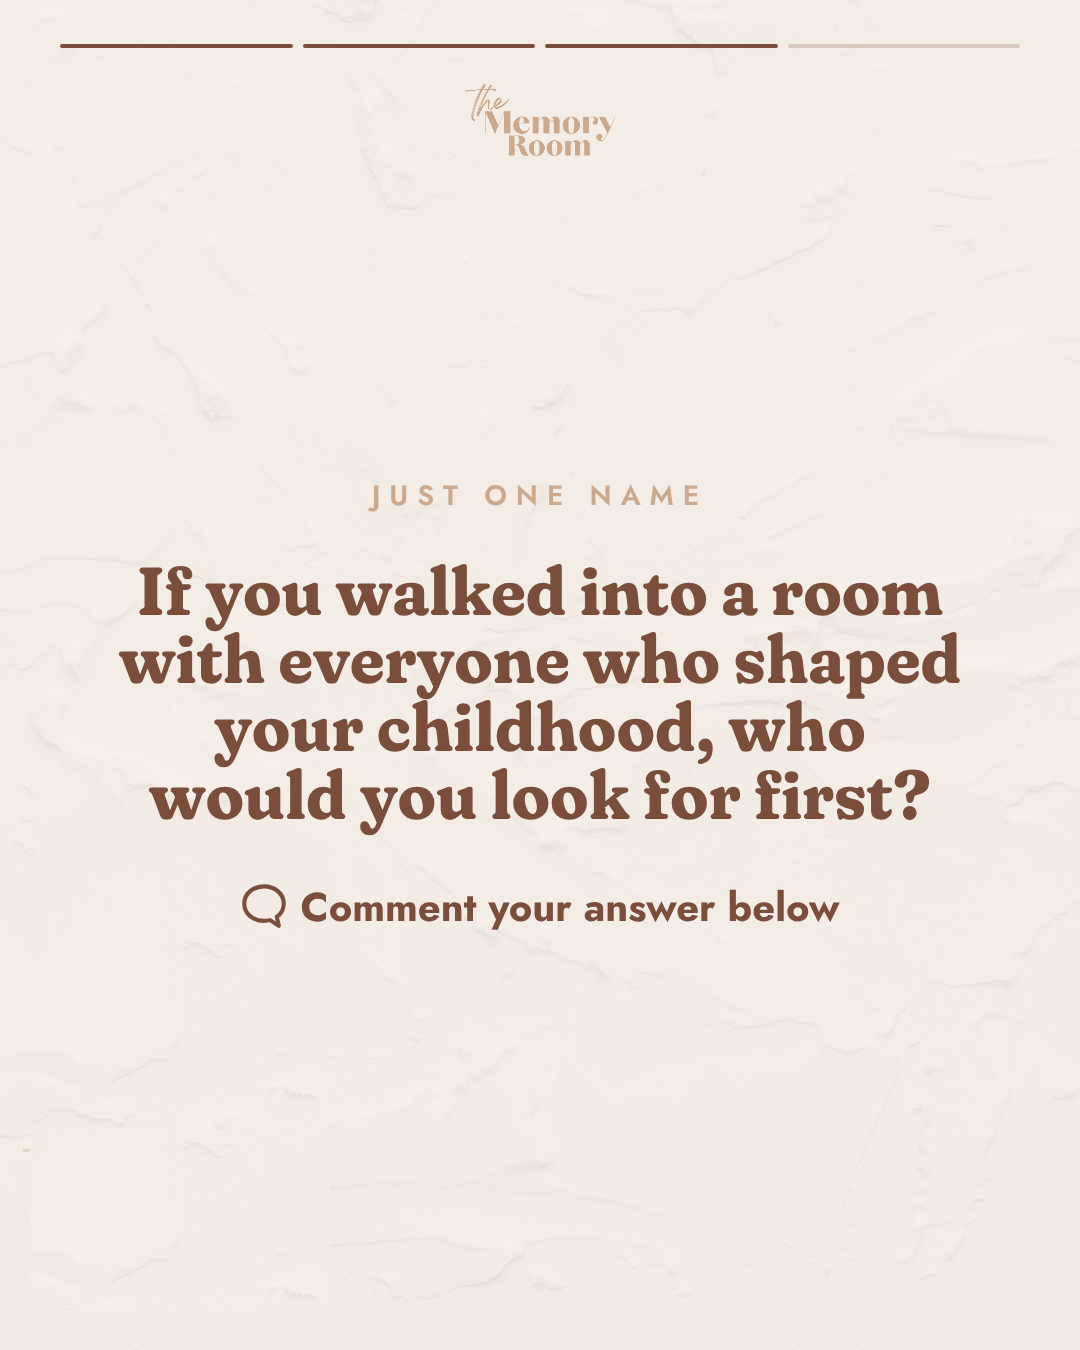 the
Memory
Room
JUST ONE NAME
If you walked into a room
with everyone who shaped
your childhood, who
would you look for first?
Comment your answer below